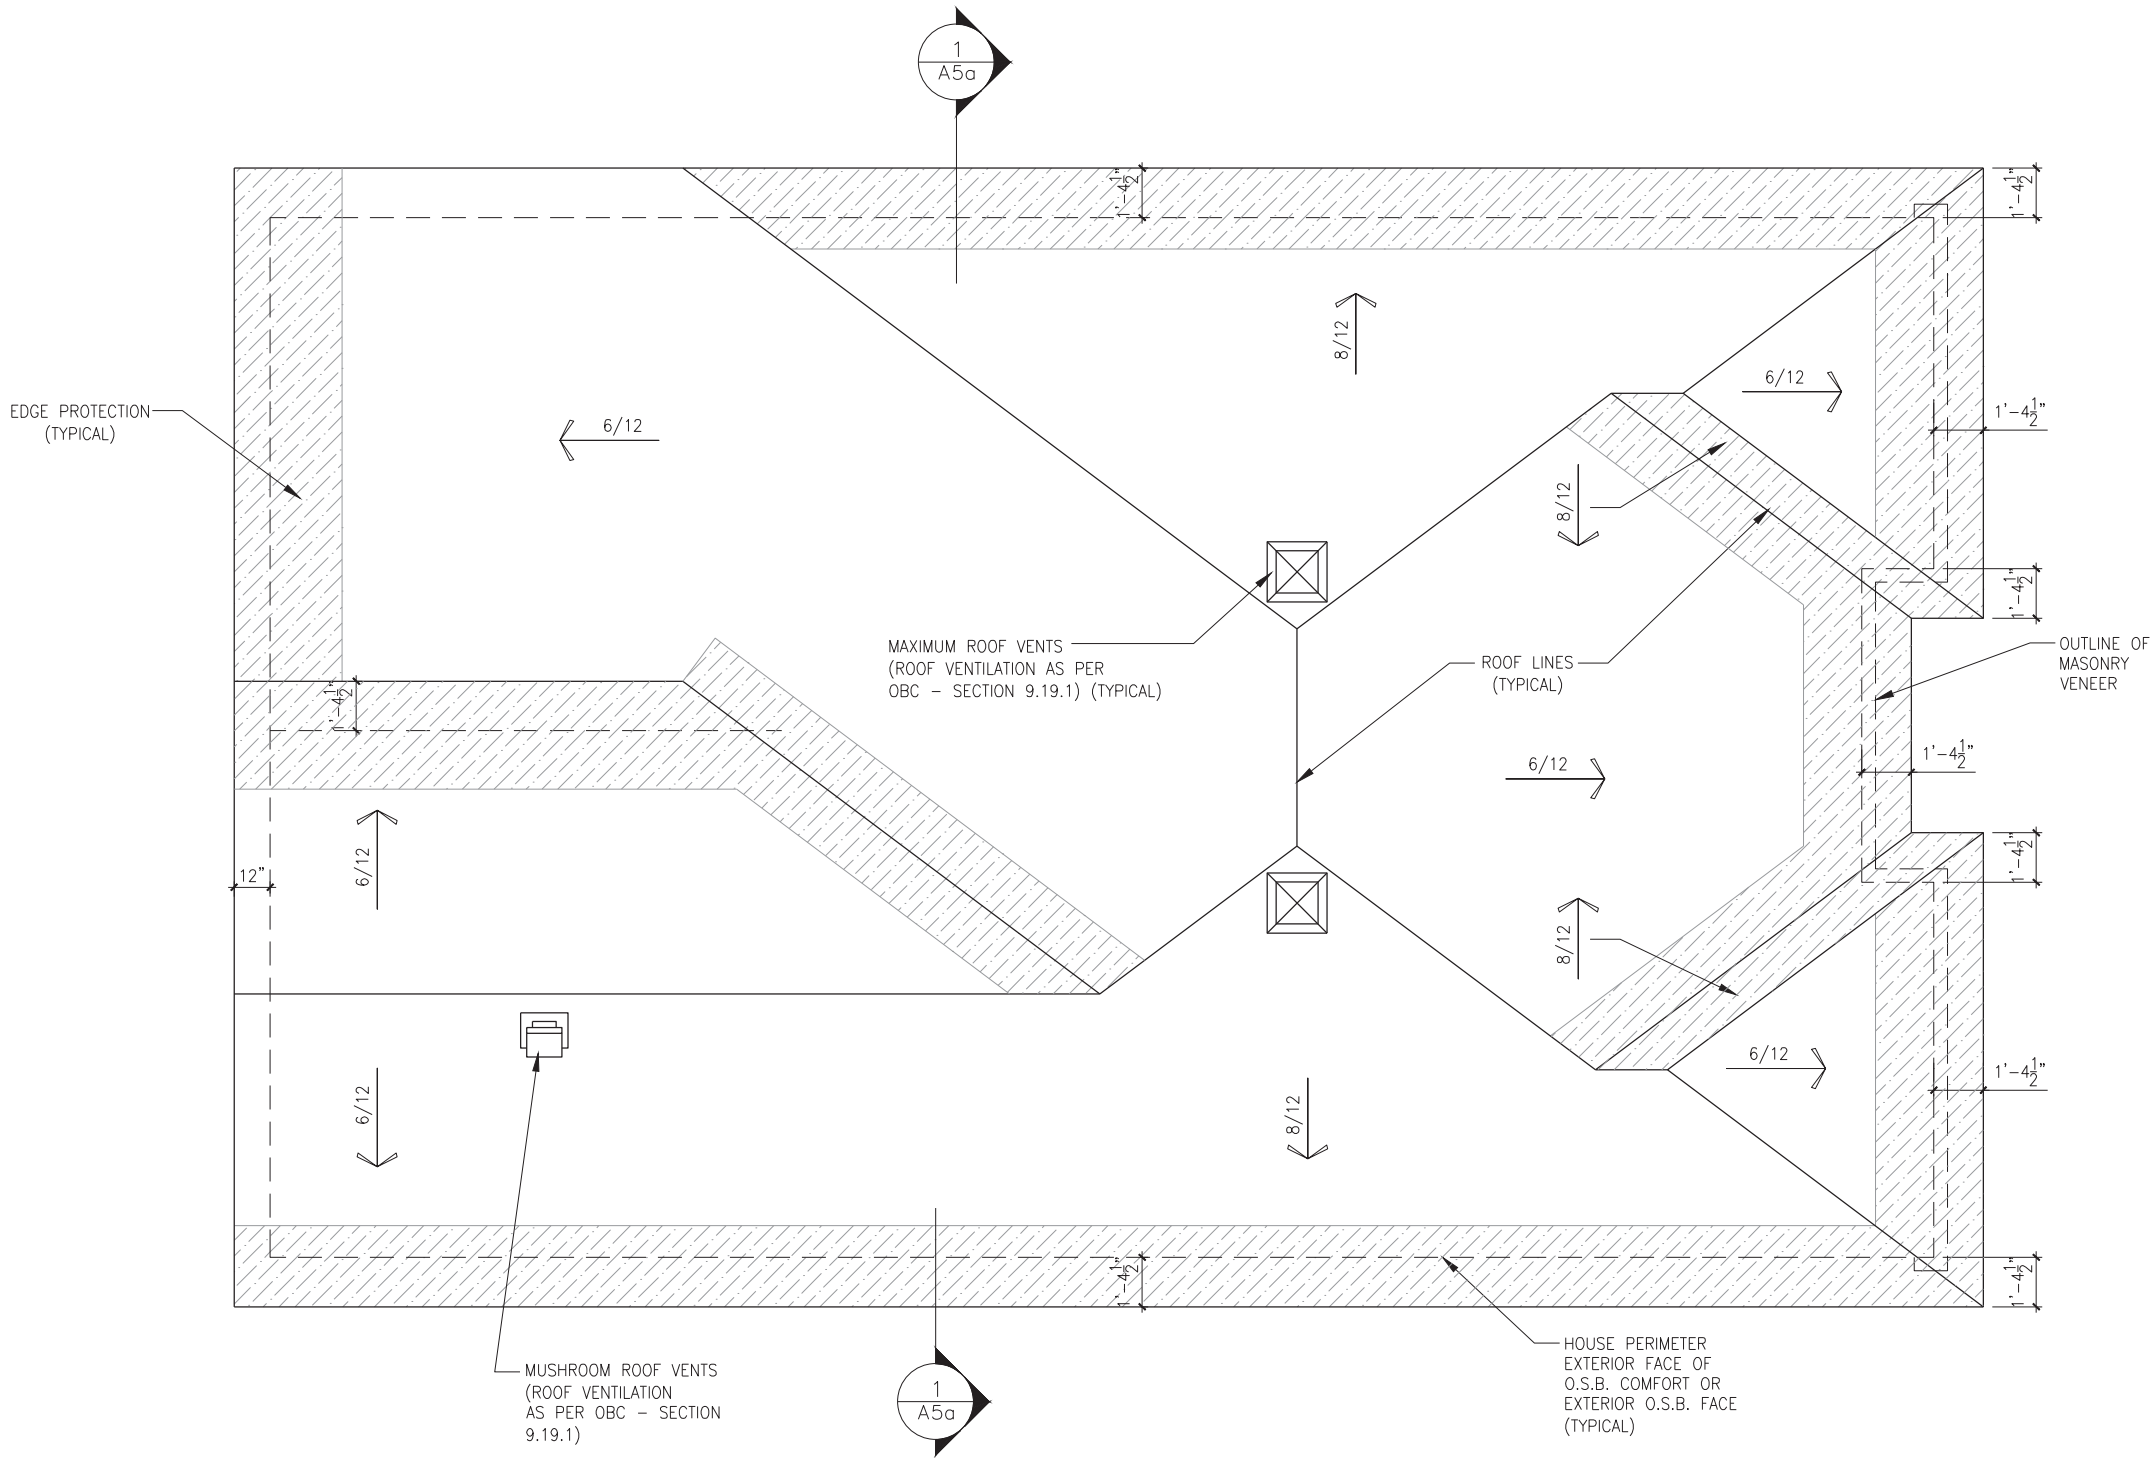 1
A5a
1'-4½"
1'-4½"
8/12
6/12
EDGE PROTECTION
(TYPICAL)
6/12
1'-4½"
8/12
1'-4½"
MAXIMUM ROOF VENTS
(ROOF VENTILATION AS PER
OBC - SECTION 9.19.1) (TYPICAL)
ROOF LINES
(TYPICAL)
OUTLINE OF
MASONRY
VENEER
1'-4½"
6/12
1'-4½"
6/12
12"
1'-4½"
8/12
6/12
1'-4½"
6/12
8/12
1'-4½"
1'-4½"
MUSHROOM ROOF VENTS
(ROOF VENTILATION
AS PER OBC - SECTION
9.19.1)
1
A5a
HOUSE PERIMETER
EXTERIOR FACE OF
O.S.B. COMFORT OR
EXTERIOR O.S.B. FACE
(TYPICAL)